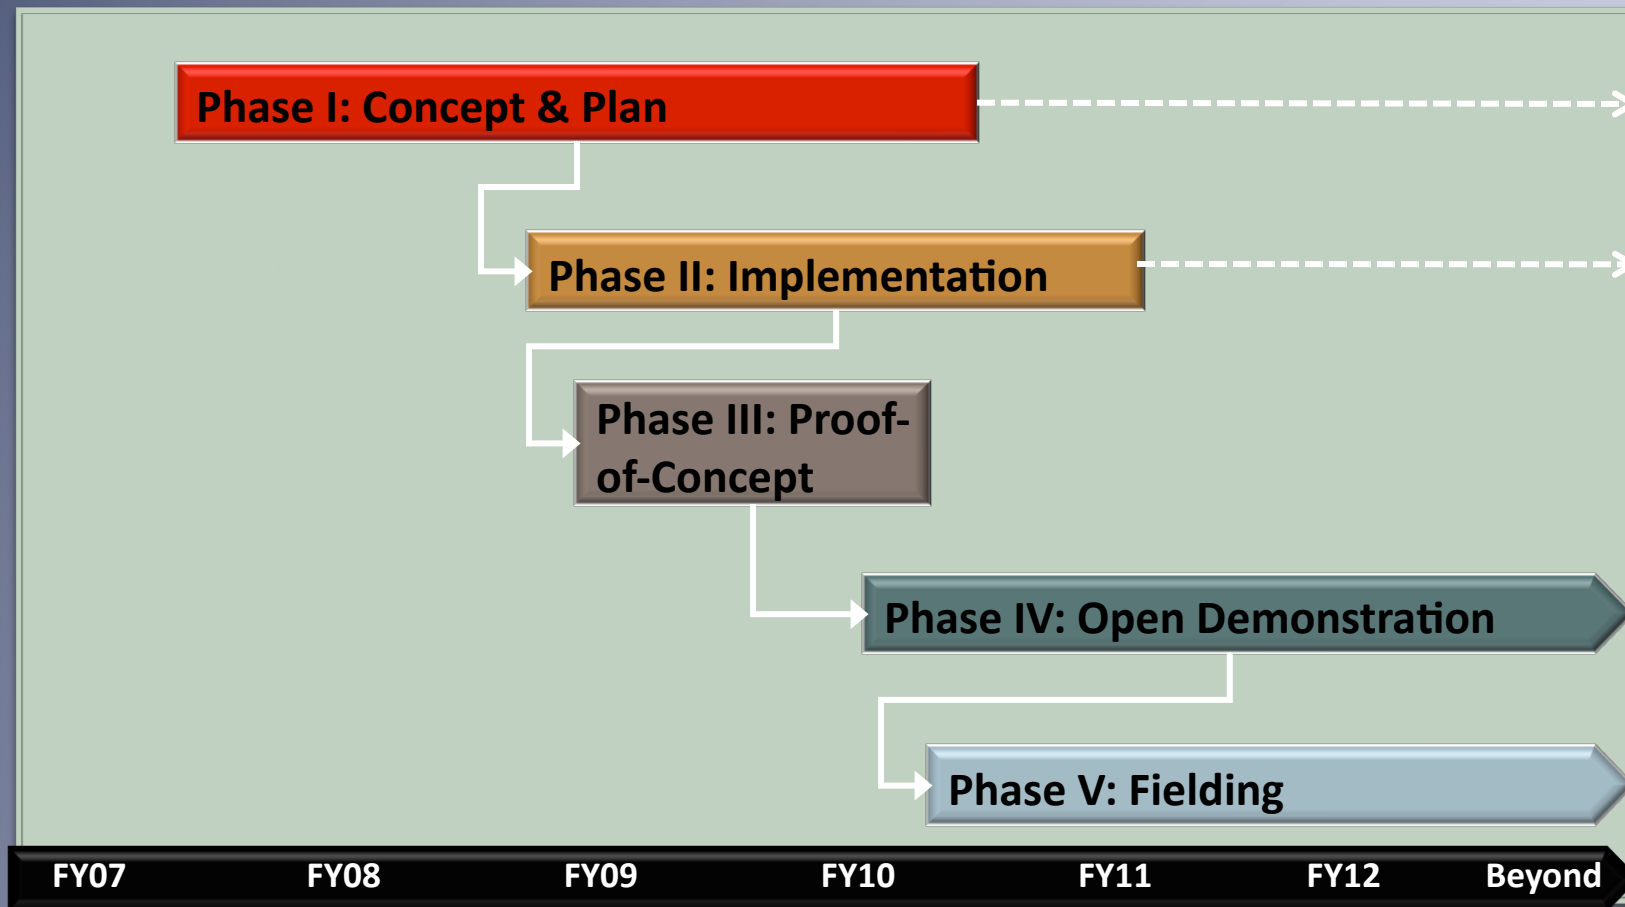 Phase I: Concept & Plan
Phase II: Implementation
Phase III: Proof-
of-Concept
Phase IV: Open Demonstration
Phase V: Fielding
FY07 FY08 FY09 FY10 FY11 FY12 Beyond